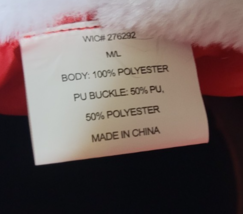 WIC# 276292
M/L
BODY: 100% POLYESTER
PU BUCKLE: 50% PU,
50% POLYESTER
MADE IN CHINA